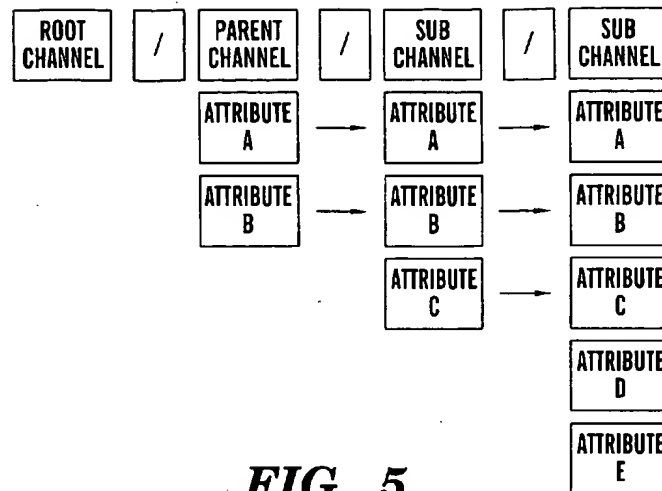 ROOT CHANNEL / PARENT CHANNEL / SUB CHANNEL / SUB CHANNEL
ATTRIBUTE A ATTRIBUTE A ATTRIBUTE A
ATTRIBUTE B ATTRIBUTE B ATTRIBUTE B
ATTRIBUTE C ATTRIBUTE C
ATTRIBUTE D
ATTRIBUTE E
FIG. 5